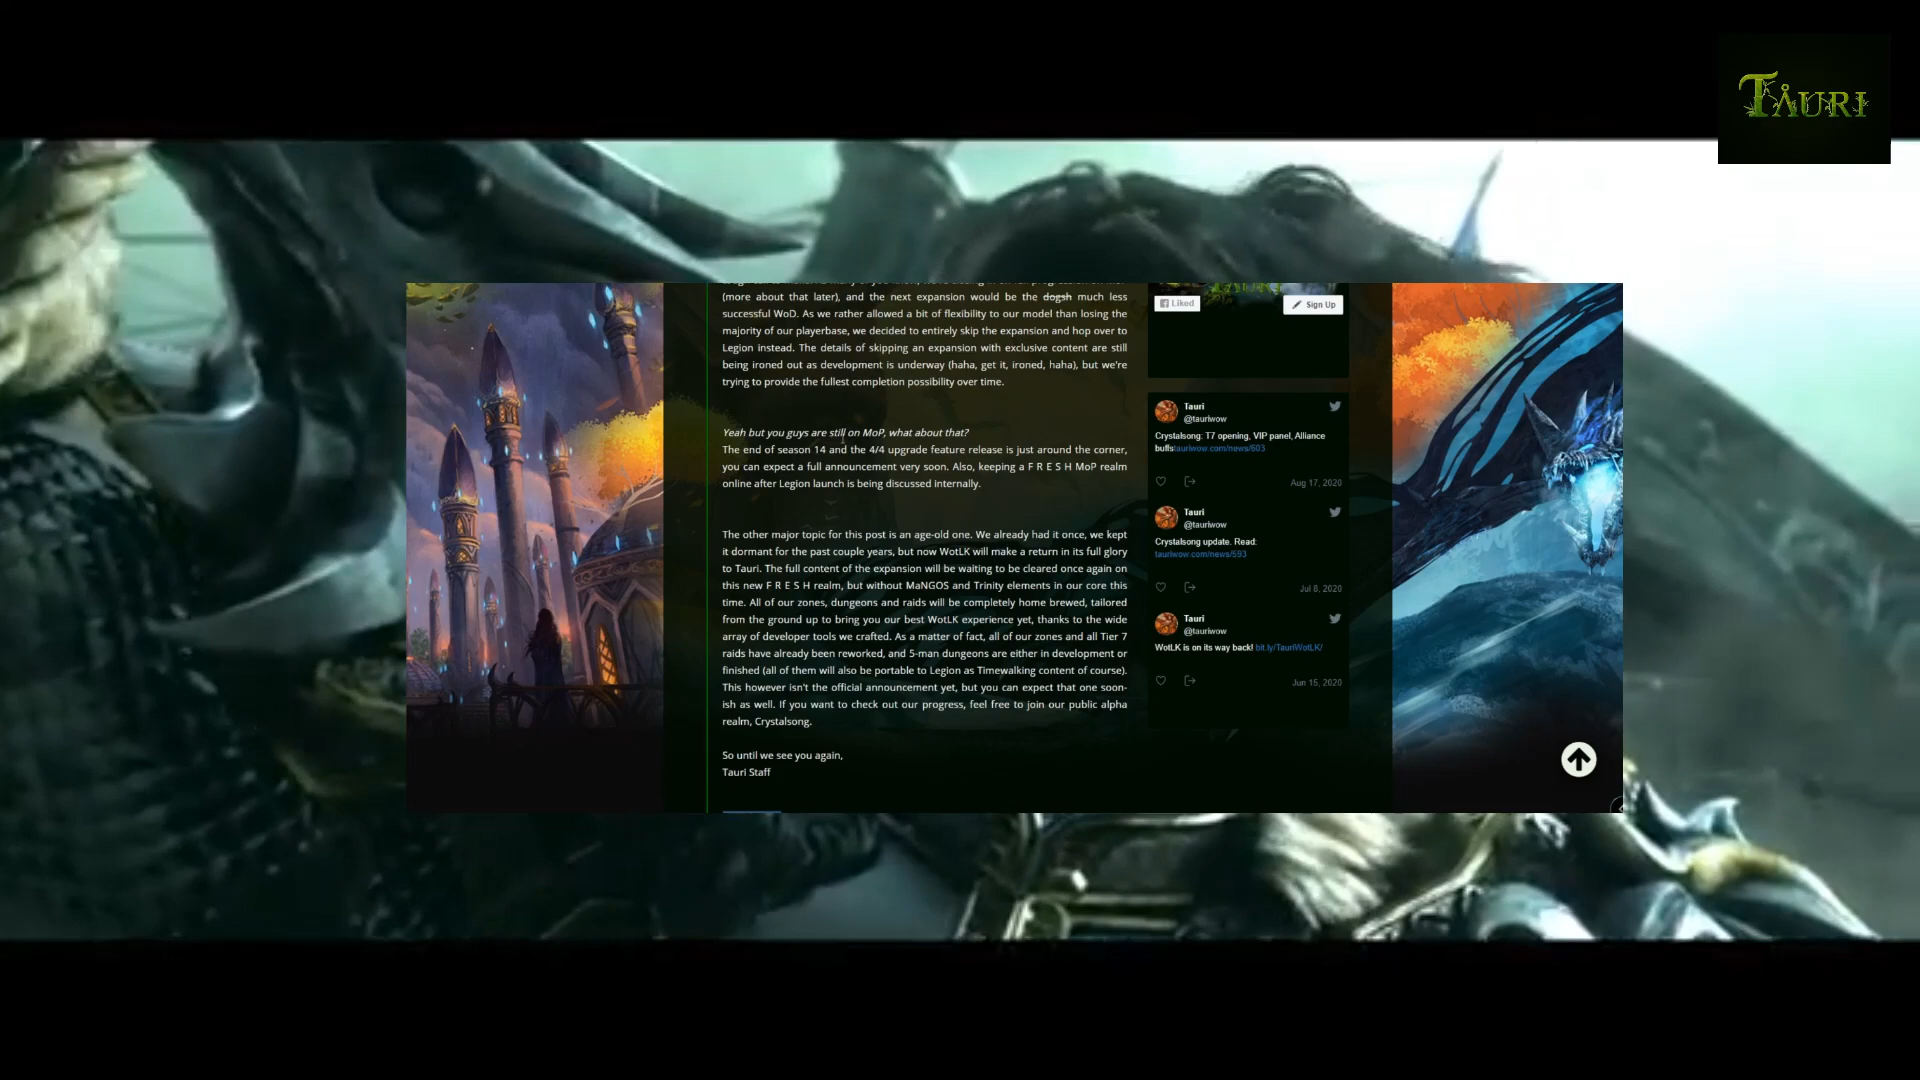 TAURI
(more about that later), and the next expansion would be the dogsh much less
successful WoD. As we rather allowed a bit of flexibility to our model than losing the
majority of our playerbase, we decided to entirely skip the expansion and hop over to
Legion instead. The details of skipping an expansion with exclusive content are still
being ironed out as development is underway (haha, get it, ironed, haha), but we're
trying to provide the fullest completion possibility over time.
Yeah but you guys are still on MoP, what about that?
The end of season 14 and the 4/4 upgrade feature release is just around the corner,
you can expect a full announcement very soon. Also, keeping a F R E S H MoP realm
online after Legion launch is being discussed internally.
The other major topic for this post is an age-old one. We already had it once, we kept
it dormant for the past couple years, but now WotLK will make a return in its full glory
to Tauri. The full content of the expansion will be waiting to be cleared once again on
this new F R E S H realm, but without MaNGOS and Trinity elements in our core this
time. All of our zones, dungeons and raids will be completely home brewed, tailored
from the ground up to bring you our best WotLK experience yet, thanks to the wide
array of developer tools we crafted. As a matter of fact, all of our zones and all Tier 7
raids have already been reworked, and 5-man dungeons are either in development or
finished (all of them will also be portable to Legion as Timewalking content of course).
This however isn't the official announcement yet, but you can expect that one soon-
ish as well. If you want to check out our progress, feel free to join our public alpha
realm, Crystalsong.
So until we see you again,
Tauri Staff
Liked
Sign Up
Tauri
@tauriwow
Crystalsong: T7 opening, VIP panel, Alliance
buffstauriwow.com/news/603
Aug 17, 2020
Tauri
@tauriwow
Crystalsong update. Read:
tauriwow.com/news/593
Jul 8, 2020
Tauri
@tauriwow
WotLK is on its way back! bit.ly/TauriWotLK/
Jun 15, 2020